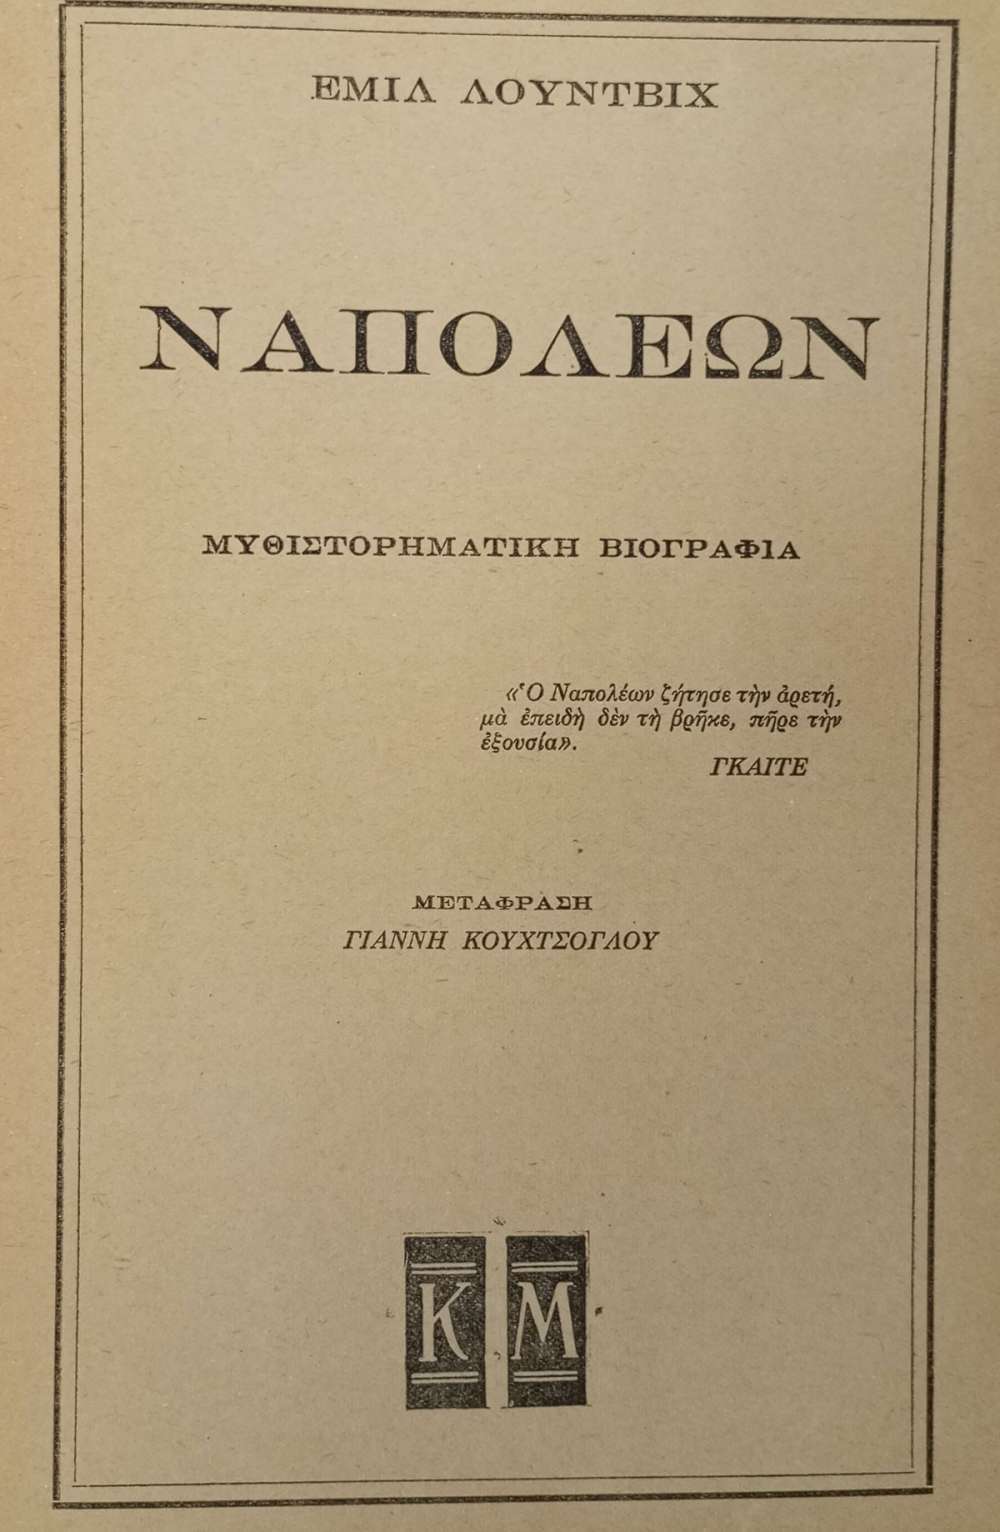 ΕΜΙΛ ΛΟΥΝΤΒΙΧ
ΝΑΠΟΛΕΩΝ
ΜΥΘΙΣΤΟΡΗΜΑΤΙΚΗ ΒΙΟΓΡΑΦΙΑ
«Ὁ Ναπολέων ζήτησε τὴν ἀρετή,
μὰ ἐπειδὴ δὲν τὴ βρῆκε, πῆρε τὴν
ἐξουσία».
ΓΚΑΙΤΕ
ΜΕΤΑΦΡΑΣΗ
ΓΙΑΝΝΗ ΚΟΥΧΤΣΟΓΛΟΥ
Κ Μ